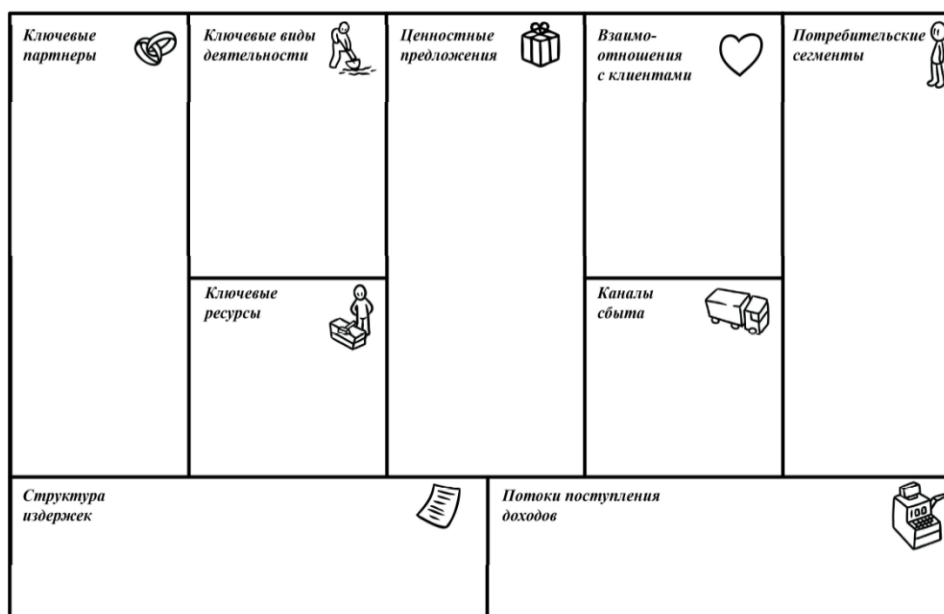 Ключевые
партнеры
Ключевые виды
деятельности
Ценностные
предложения
Взаимо-
отношения
с клиентами
Потребительские
сегменты
Ключевые
ресурсы
Каналы
сбыта
Структура
издержек
Потоки поступления
доходов
100